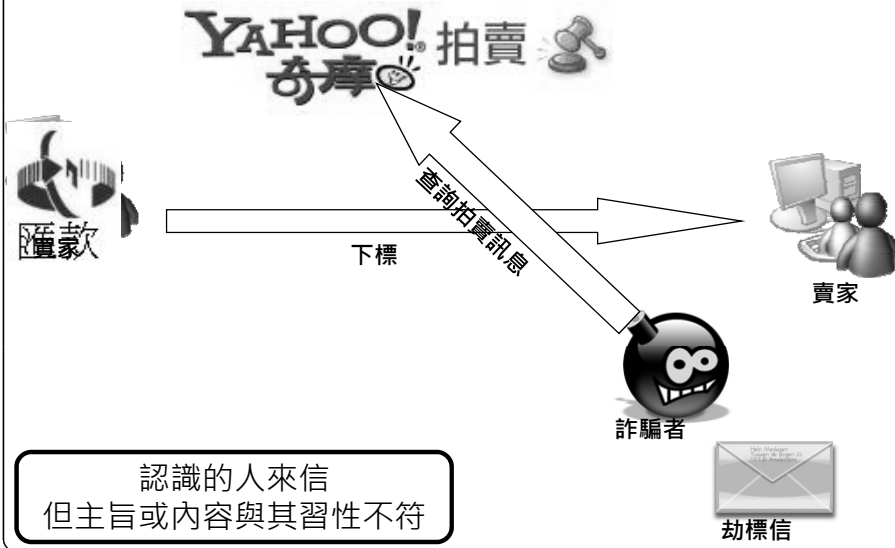 YAHOO!
奇摩
拍賣
匯款
買家
下標
查詢拍賣訊息
賣家
詐騙者
認識的人來信
但主旨或內容與其習性不符
劫標信